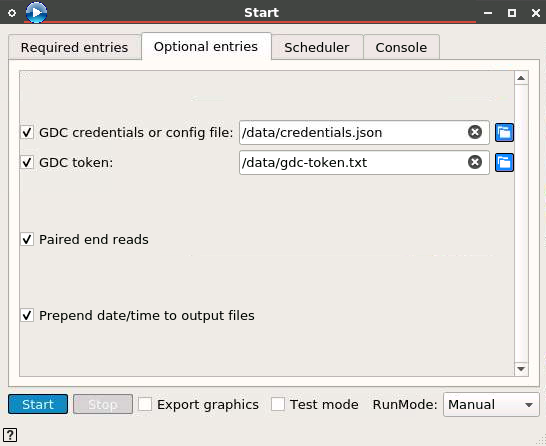 Start
Required entries Optional entries Scheduler Console
GDC credentials or config file: /data/credentials.json
GDC token: /data/gdc-token.txt
Paired end reads
Prepend date/time to output files
Start Stop Export graphics Test mode RunMode: Manual
?